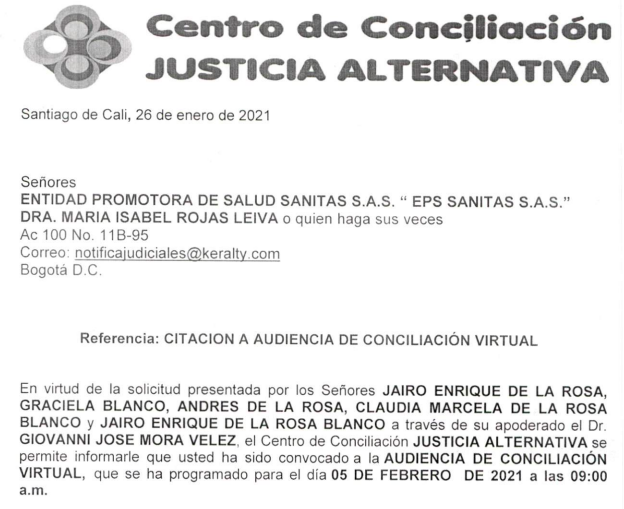 Centro de Conciliación
JUSTICIA ALTERNATIVA
Santiago de Cali, 26 de enero de 2021
Señores
ENTIDAD PROMOTORA DE SALUD SANITAS S.A.S. “ EPS SANITAS S.A.S.”
DRA. MARIA ISABEL ROJAS LEIVA o quien haga sus veces
Ac 100 No. 11B-95
Correo: notificajudiciales@keralty.com
Bogotá D.C.
Referencia: CITACION A AUDIENCIA DE CONCILIACIÓN VIRTUAL
En virtud de la solicitud presentada por los Señores JAIRO ENRIQUE DE LA ROSA,
GRACIELA BLANCO, ANDRES DE LA ROSA, CLAUDIA MARCELA DE LA ROSA
BLANCO y JAIRO ENRIQUE DE LA ROSA BLANCO a través de su apoderado el Dr.
GIOVANNI JOSE MORA VELEZ, el Centro de Conciliación JUSTICIA ALTERNATIVA se
permite informarle que usted ha sido convocado a la AUDIENCIA DE CONCILIACIÓN
VIRTUAL, que se ha programado para el día 05 DE FEBRERO DE 2021 a las 09:00
a.m.